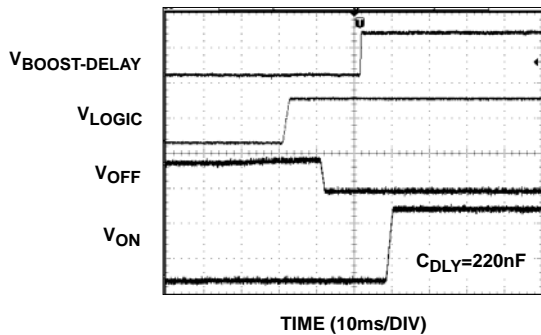 VBOOST-DELAY
VLOGIC
VOFF
VON
CDLY=220nF
TIME (10ms/DIV)